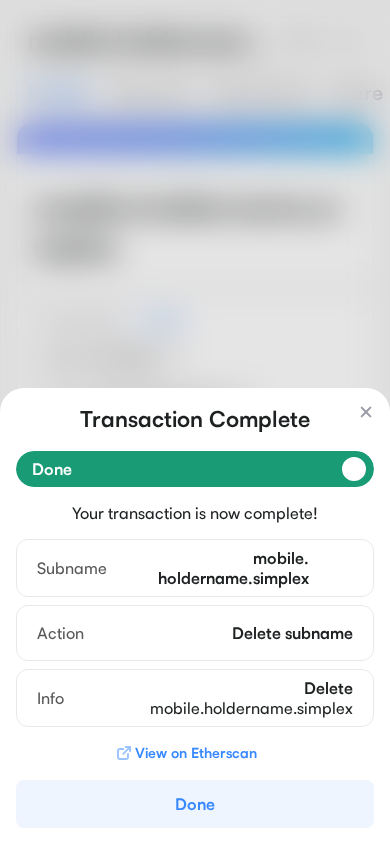 re
Transaction Complete
Done
Your transaction is now complete!
Subname
mobile.
holdername.simplex
Action
Delete subname
Info
Delete
mobile.holdername.simplex
View on Etherscan
Done